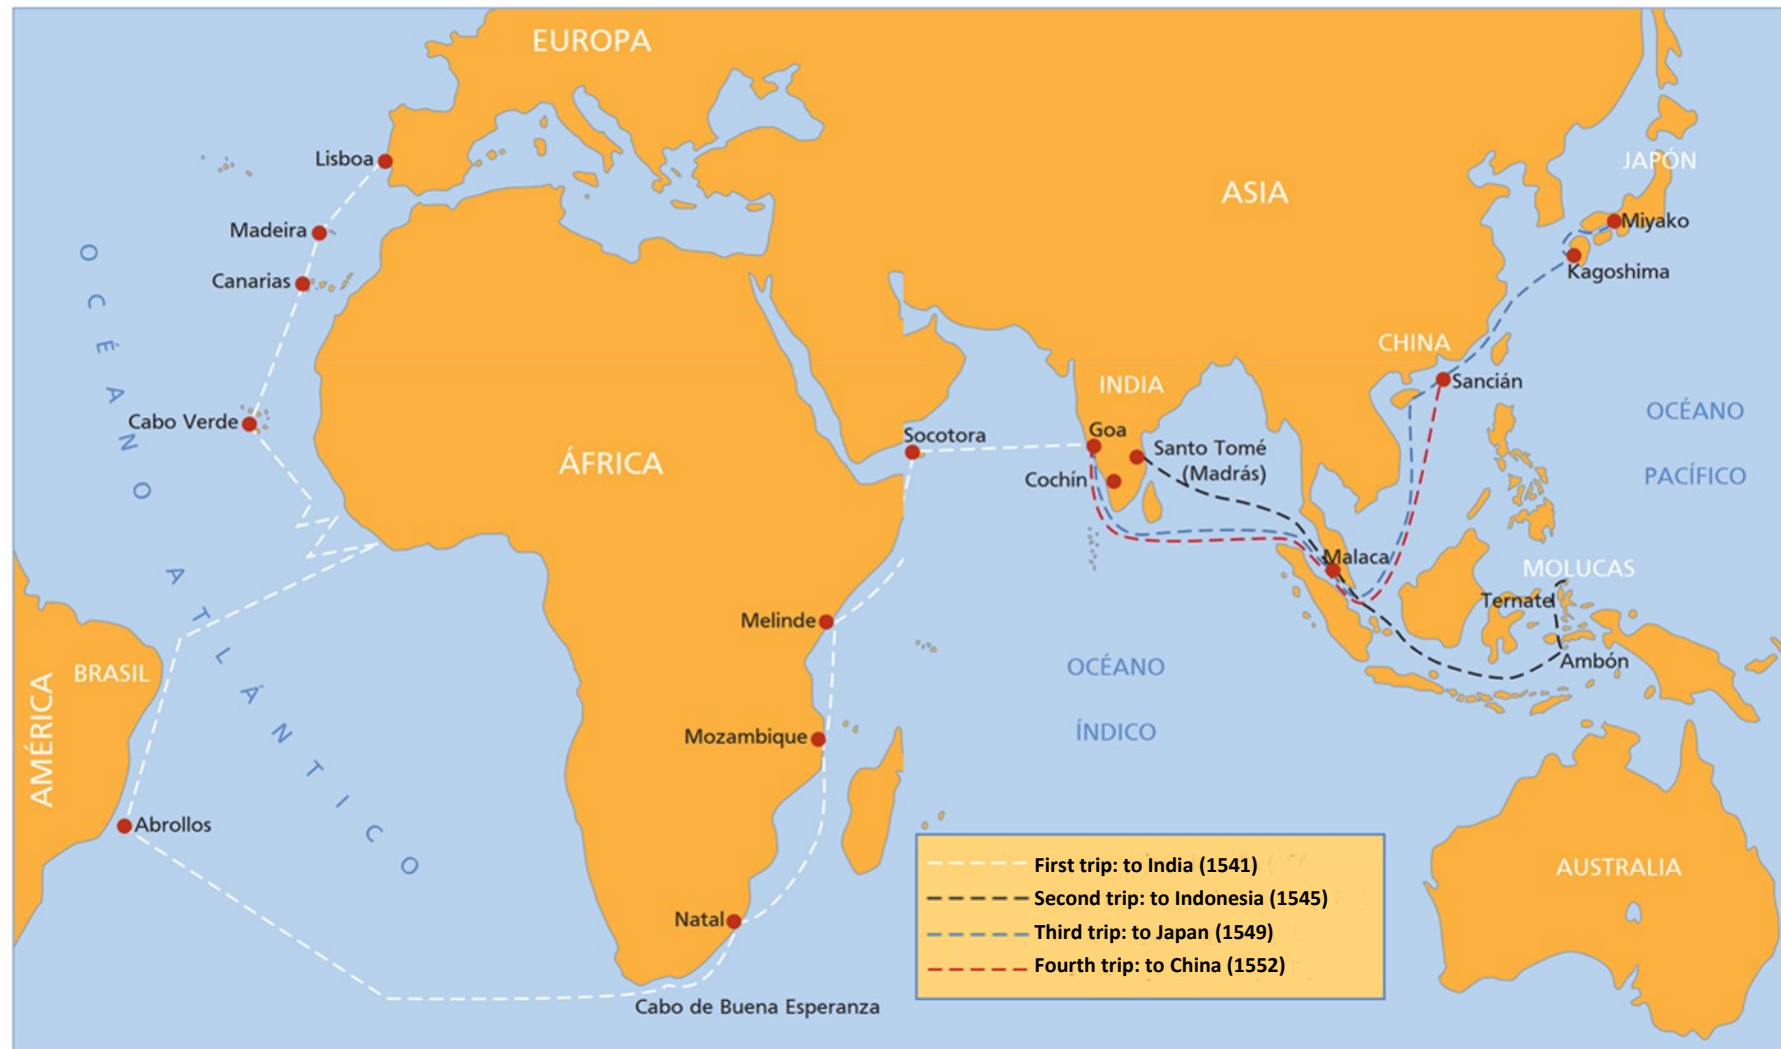 EUROPA
Lisboa
Madeira
Canarias
Cabo Verde
OCÉANO ATLÁNTICO
ÁFRICA
ASIA
JAPÓN
Miyako
Kagoshima
CHINA
Sancián
INDIA
Goa
Socotora
Santo Tomé
(Madrás)
Cochín
OCÉANO
PACÍFICO
Malaca
MOLUCAS
Ternate
Ambón
Melinde
OCÉANO
ÍNDICO
BRASIL
AMÉRICA
Mozambique
Abrollos
Natal
Cabo de Buena Esperanza
AUSTRALIA
First trip: to India (1541)
Second trip: to Indonesia (1545)
Third trip: to Japan (1549)
Fourth trip: to China (1552)